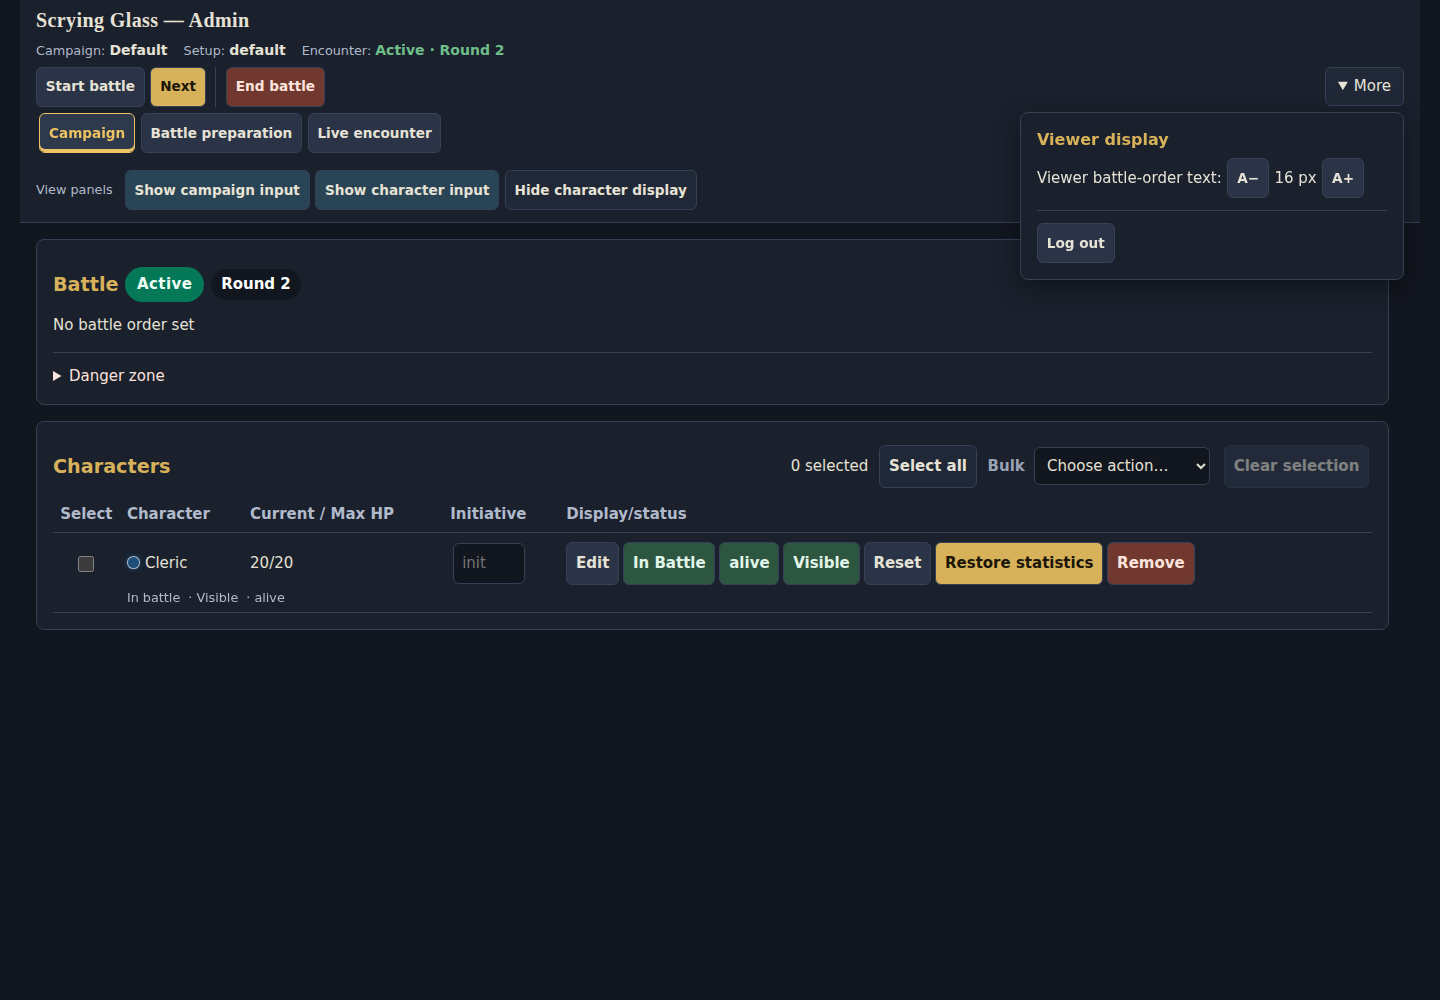 Scrying Glass — Admin
Campaign: Default Setup: default Encounter: Active · Round 2
Start battle Next End battle ▼ More
Campaign Battle preparation Live encounter
Viewer display
Viewer battle-order text: A− 16 px A+
View panels Show campaign input Show character input Hide character display
Log out
Battle Active Round 2
No battle order set
▶ Danger zone
Characters 0 selected Select all Bulk Choose action... Clear selection
Select Character Current / Max HP Initiative Display/status
Cleric 20/20 init Edit In Battle alive Visible Reset Restore statistics Remove
In battle · Visible · alive